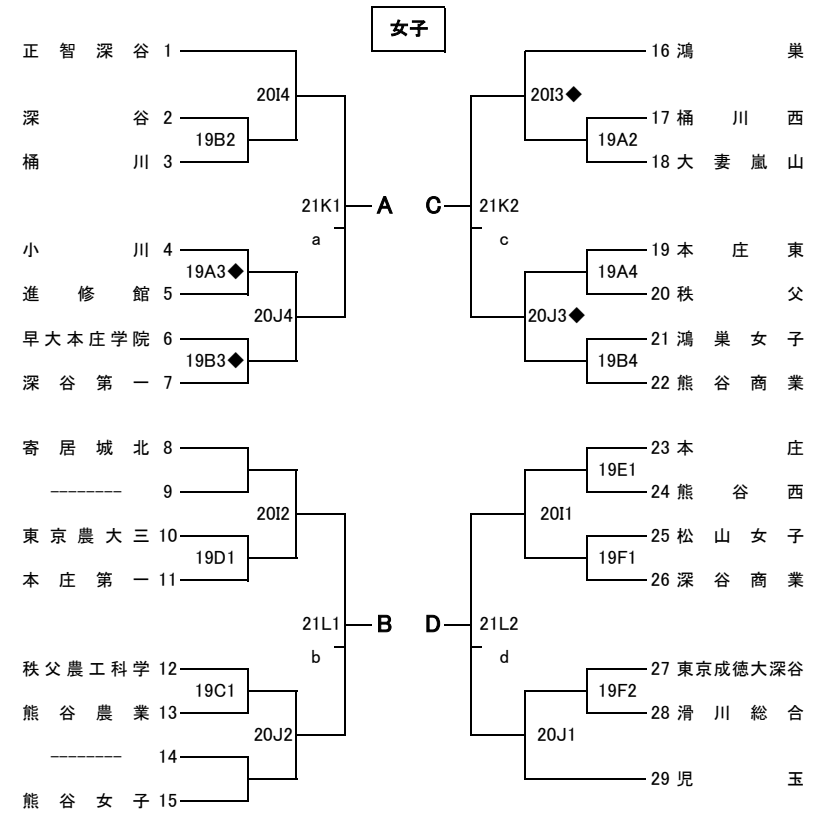 女子
正智深谷 1
20I4
深谷 2
19B2
桶川 3
21K1
A
a
小川 4
19A3◆
進修館 5
20J4
早大本庄学院 6
19B3◆
深谷第一 7
寄居城北 8
-------- 9
20I2
東京農大三 10
19D1
本庄第一 11
21L1
B
b
秩父農工科学 12
19C1
熊谷農業 13
20J2
-------- 14
熊谷女子 15
16 鴻巣
20I3◆
17 桶川西
19A2
18 大妻嵐山
C
21K2
c
19 本庄東
19A4
20 秩父
20J3◆
21 鴻巣女子
19B4
22 熊谷商業
23 本庄
19E1
24 熊谷西
20I1
25 松山女子
19F1
26 深谷商業
D
21L2
d
27 東京成徳大深谷
19F2
28 滑川総合
20J1
29 児玉